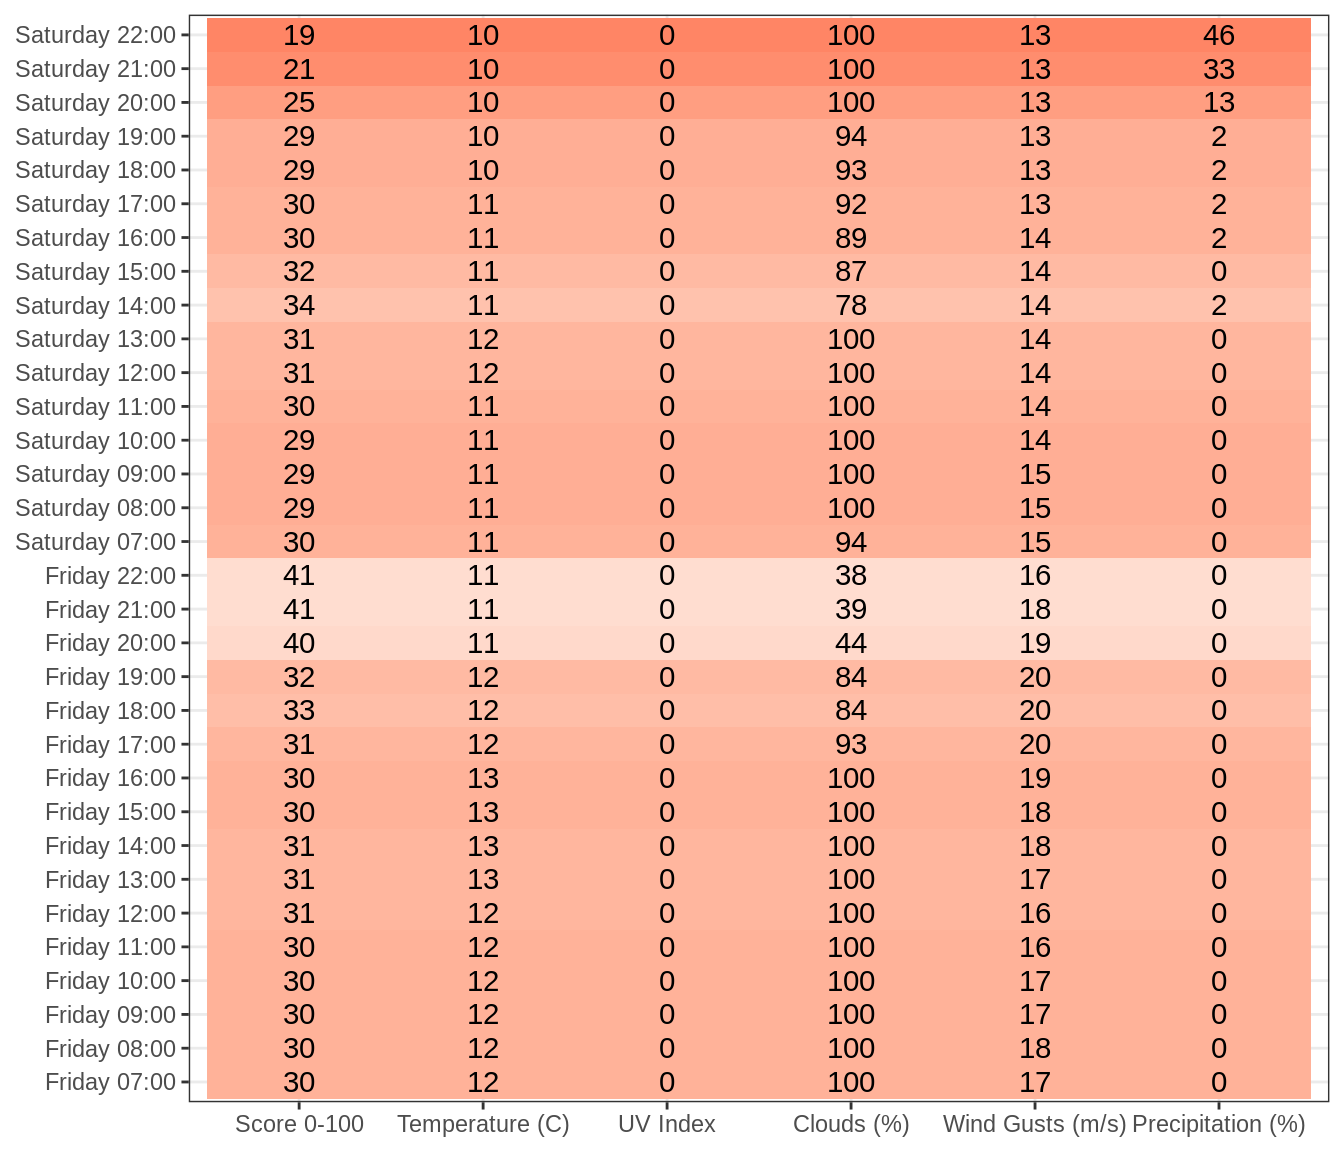 Saturday 22:00 19 10 0 100 13 46
Saturday 21:00 21 10 0 100 13 33
Saturday 20:00 25 10 0 100 13 13
Saturday 19:00 29 10 0 94 13 2
Saturday 18:00 29 10 0 93 13 2
Saturday 17:00 30 11 0 92 13 2
Saturday 16:00 30 11 0 89 14 2
Saturday 15:00 32 11 0 87 14 0
Saturday 14:00 34 11 0 78 14 2
Saturday 13:00 31 12 0 100 14 0
Saturday 12:00 31 12 0 100 14 0
Saturday 11:00 30 11 0 100 14 0
Saturday 10:00 29 11 0 100 14 0
Saturday 09:00 29 11 0 100 15 0
Saturday 08:00 29 11 0 100 15 0
Saturday 07:00 30 11 0 94 15 0
Friday 22:00 41 11 0 38 16 0
Friday 21:00 41 11 0 39 18 0
Friday 20:00 40 11 0 44 19 0
Friday 19:00 32 12 0 84 20 0
Friday 18:00 33 12 0 84 20 0
Friday 17:00 31 12 0 93 20 0
Friday 16:00 30 13 0 100 19 0
Friday 15:00 30 13 0 100 18 0
Friday 14:00 31 13 0 100 18 0
Friday 13:00 31 13 0 100 17 0
Friday 12:00 31 12 0 100 16 0
Friday 11:00 30 12 0 100 16 0
Friday 10:00 30 12 0 100 17 0
Friday 09:00 30 12 0 100 17 0
Friday 08:00 30 12 0 100 18 0
Friday 07:00 30 12 0 100 17 0
Score 0-100 Temperature (C) UV Index Clouds (%) Wind Gusts (m/s) Precipitation (%)